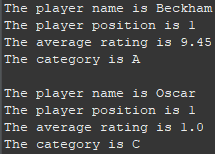 The player name is Beckham
The player position is 1
The average rating is 9.45
The category is A

The player name is Oscar
The player position is 1
The average rating is 1.0
The category is C